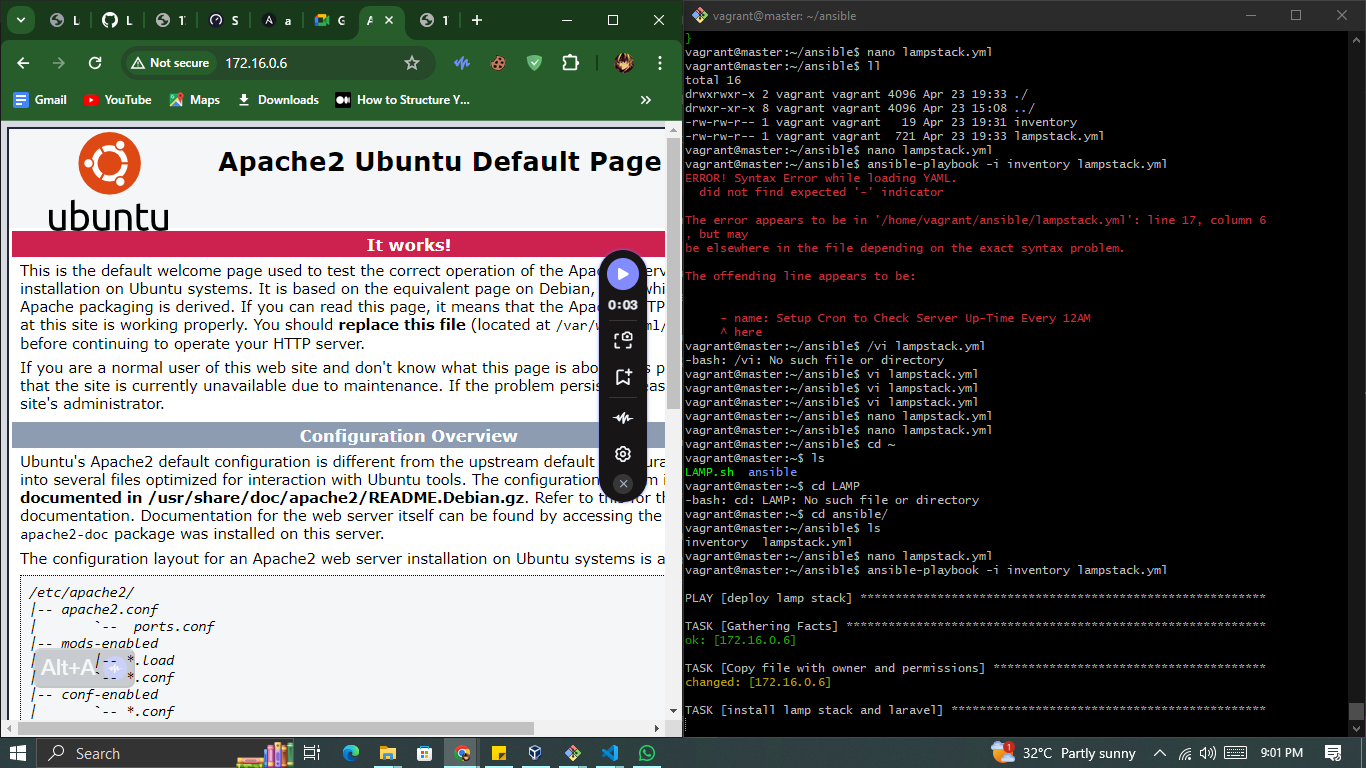 L
L
T
S
a
G
A
T
Not secure
172.16.0.6
Gmail
YouTube
Maps
Downloads
How to Structure Y...
ubuntu
Apache2 Ubuntu Default Page
It works!
This is the default welcome page used to test the correct operation of the Apac
installation on Ubuntu systems. It is based on the equivalent page on Debian,
Apache packaging is derived. If you can read this page, it means that the Apac
at this site is working properly. You should replace this file (located at /var/
before continuing to operate your HTTP server.
If you are a normal user of this web site and don't know what this page is abo
that the site is currently unavailable due to maintenance. If the problem persis
site's administrator.
Configuration Overview
Ubuntu's Apache2 default configuration is different from the upstream default
into several files optimized for interaction with Ubuntu tools. The configuration
documented in /usr/share/doc/apache2/README.Debian.gz. Refer to
documentation. Documentation for the web server itself can be found by accessing the
apache2-doc package was installed on this server.
The configuration layout for an Apache2 web server installation on Ubuntu systems is a
/etc/apache2/
|-- apache2.conf
|       `--  ports.conf
|-- mods-enabled
|       |-- *.load
|       `-- *.conf
|-- conf-enabled
|       `-- *.conf
0:03
Alt+A
vagrant@master: ~/ansible
}
vagrant@master:~/ansible$ nano lampstack.yml
vagrant@master:~/ansible$ ll
total 16
drwxrwxr-x 2 vagrant vagrant 4096 Apr 23 19:33 ./
drwxr-xr-x 8 vagrant vagrant 4096 Apr 23 15:08 ../
-rw-rw-r-- 1 vagrant vagrant   19 Apr 23 19:31 inventory
-rw-rw-r-- 1 vagrant vagrant  721 Apr 23 19:33 lampstack.yml
vagrant@master:~/ansible$ nano lampstack.yml
vagrant@master:~/ansible$ ansible-playbook -i inventory lampstack.yml
ERROR! Syntax Error while loading YAML.
  did not find expected '-' indicator
The error appears to be in '/home/vagrant/ansible/lampstack.yml': line 17, column 6
, but may
be elsewhere in the file depending on the exact syntax problem.
The offending line appears to be:
- name: Setup Cron to Check Server Up-Time Every 12AM
^ here
vagrant@master:~/ansible$ /vi lampstack.yml
-bash: /vi: No such file or directory
vagrant@master:~/ansible$ vi lampstack.yml
vagrant@master:~/ansible$ vi lampstack.yml
vagrant@master:~/ansible$ vi lampstack.yml
vagrant@master:~/ansible$ nano lampstack.yml
vagrant@master:~/ansible$ nano lampstack.yml
vagrant@master:~/ansible$ cd ~
vagrant@master:~$ ls
LAMP.sh  ansible
vagrant@master:~$ cd LAMP
-bash: cd: LAMP: No such file or directory
vagrant@master:~$ cd ansible/
vagrant@master:~/ansible$ ls
inventory  lampstack.yml
vagrant@master:~/ansible$ nano lampstack.yml
vagrant@master:~/ansible$ ansible-playbook -i inventory lampstack.yml
PLAY [deploy lamp stack] **********************************************************
TASK [Gathering Facts] ************************************************************
ok: [172.16.0.6]
TASK [Copy file with owner and permissions] ***************************************
changed: [172.16.0.6]
TASK [install lamp stack and laravel] *********************************************
Search
1
32°C Partly sunny
9:01 PM